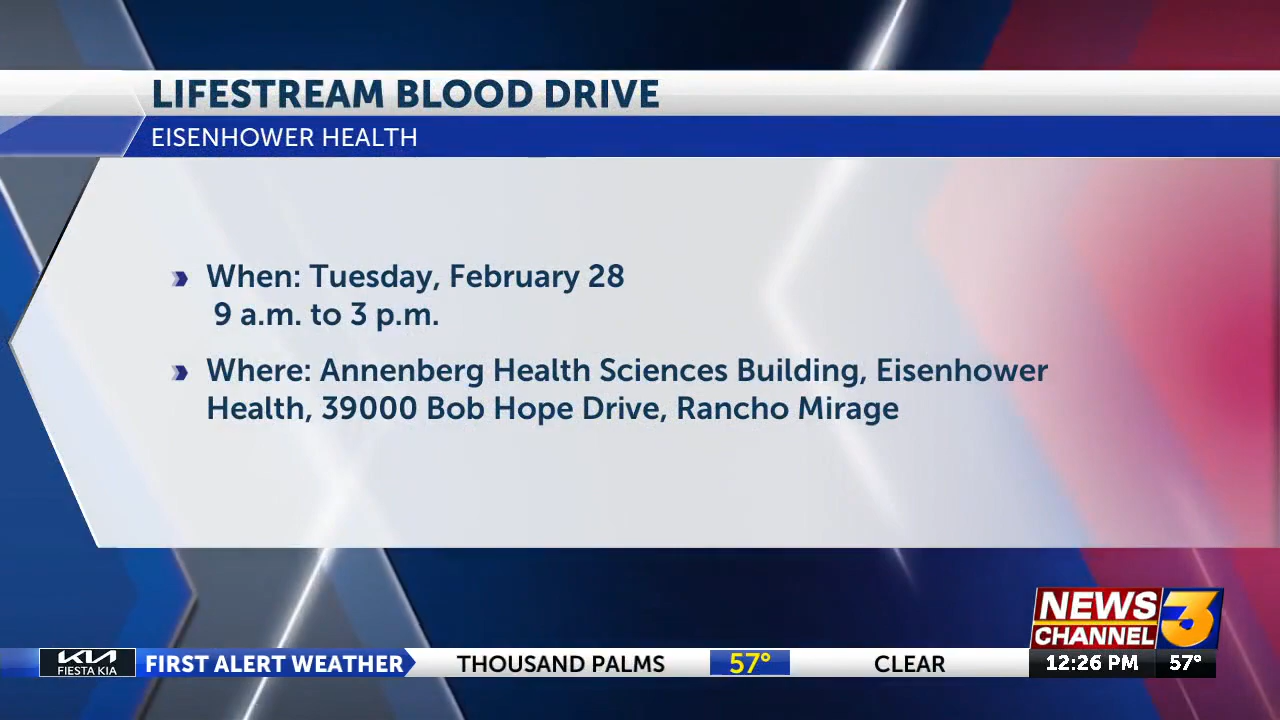 LIFESTREAM BLOOD DRIVE
EISENHOWER HEALTH
When: Tuesday, February 28
9 a.m. to 3 p.m.
Where: Annenberg Health Sciences Building, Eisenhower
Health, 39000 Bob Hope Drive, Rancho Mirage
NEWS
CHANNEL 3
KIA
FIESTA KIA
FIRST ALERT WEATHER THOUSAND PALMS 57° CLEAR 12:26 PM 57°